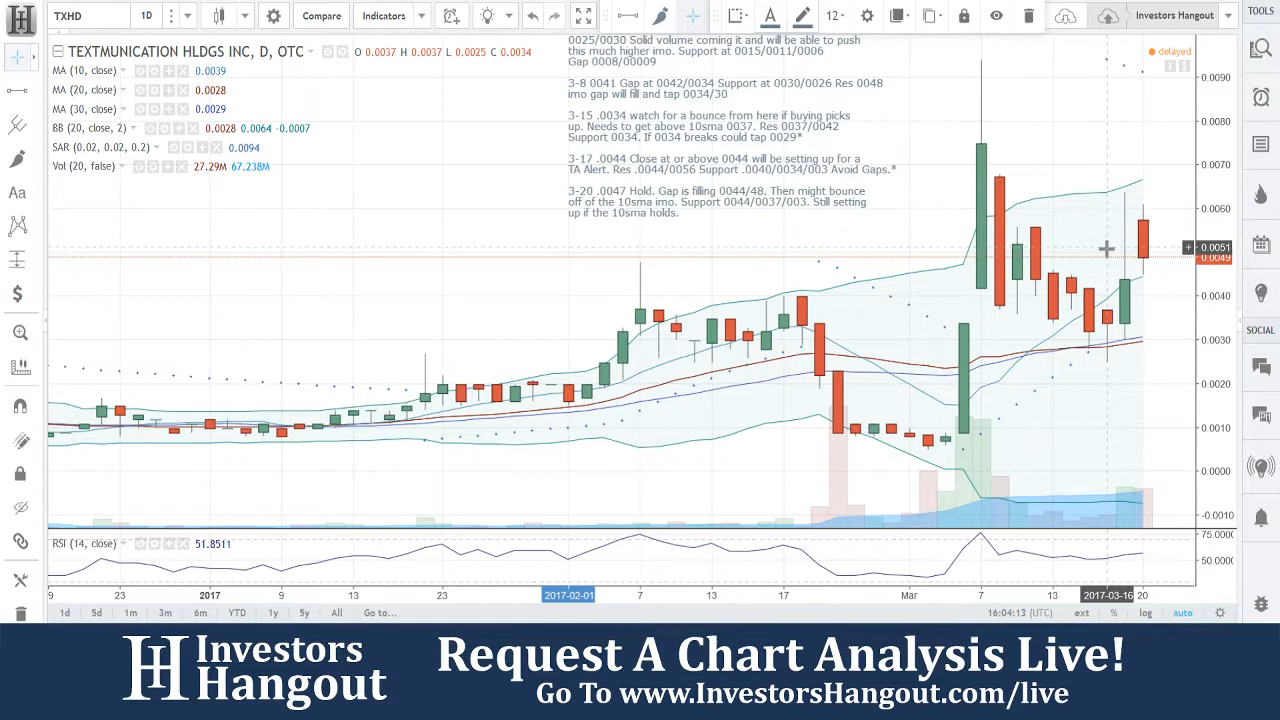 TXHD 1D Compare Indicators 12 Investors Hangout TOOLS
TEXTMUNICATION HLDGS INC, D, OTC O 0.0037 H 0.0037 L 0.0025 C 0.0034
delayed
MA (10, close) 0.0039
MA (20, close) 0.0028
MA (30, close) 0.0029
BB (20, close, 2) 0.0028 0.0064 -0.0007
SAR (0.02, 0.02, 0.2) 0.0094
Vol (20, false) 27.29M 67.238M
0025/0030 Solid volume coming it and will be able to push
this much higher imo. Support at 0015/0011/0006
Gap 0008/00009
3-8 0041 Gap at 0042/0034 Support at 0030/0026 Res 0048
imo gap will fill and tap 0034/30
3-15 .0034 watch for a bounce from here if buying picks
up. Needs to get above 10sma 0037. Res 0037/0042
Support 0034. If 0034 breaks could tap 0029*
3-17 .0044 Close at or above 0044 will be setting up for a
TA Alert. Res .0044/0056 Support .0040/0034/003 Avoid Gaps.*
3-20 .0047 Hold. Gap is filling 0044/48. Then might bounce
off of the 10sma imo. Support 0044/0037/003. Still setting
up if the 10sma holds.
0.0090
0.0080
0.0070
0.0060
0.0051
0.0049
0.0040
0.0030
0.0020
0.0010
0.0000
-0.0010
SOCIAL
Aa
RSI (14, close) 51.8511
75.000
50.000
9 23 2017 9 13 23 2017-02-01 7 13 17 Mar 7 13 2017-03-16 20
1d 5d 1m 3m 6m YTD 1y 5y All Go to... 16:04:13 (UTC) ext % log auto
H Investors
Hangout
Request A Chart Analysis Live!
Go To www.InvestorsHangout.com/live